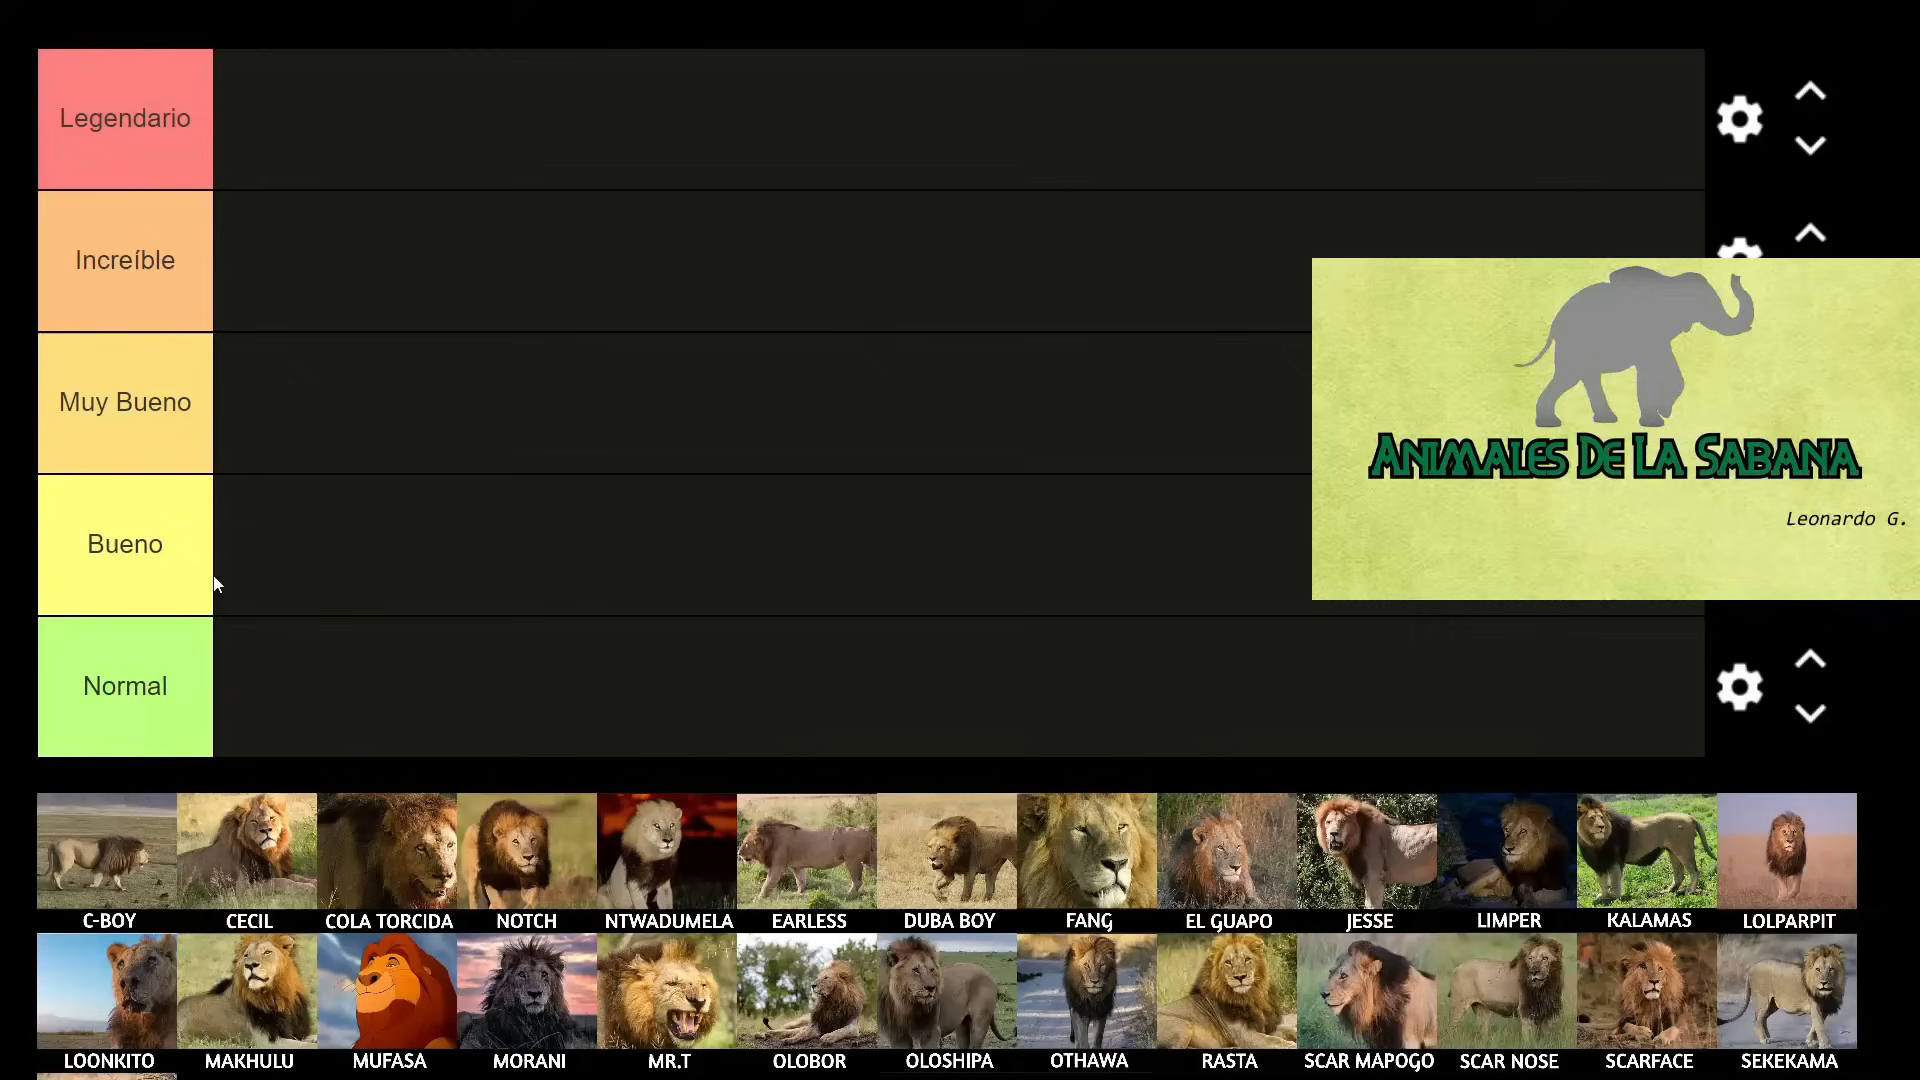 Legendario
Increíble
Muy Bueno
ANIMALES DE LA SABANA
Leonardo G.
Bueno
Normal
C-BOY CECIL COLA TORCIDA NOTCH NTWADUMELA EARLESS DUBA BOY FANG EL GUAPO JESSE LIMPER KALAMAS LOLPARPIT
LOONKITO MAKHULU MUFASA MORANI MR.T OLOBOR OLOSHIPA OTHAWA RASTA SCAR MAPOGO SCAR NOSE SCARFACE SEKEKAMA